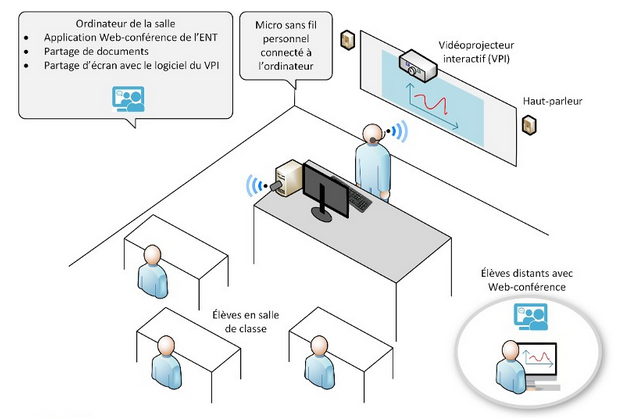 Ordinateur de la salle
• Application Web-conférence de l’ENT
• Partage de documents
• Partage d’écran avec le logiciel du VPI
Micro sans fil
personnel
connecté à
l’ordinateur
Vidéoprojecteur
interactif (VPI)
Haut-parleur
Élèves distants avec
Web-conférence
Élèves en salle
de classe